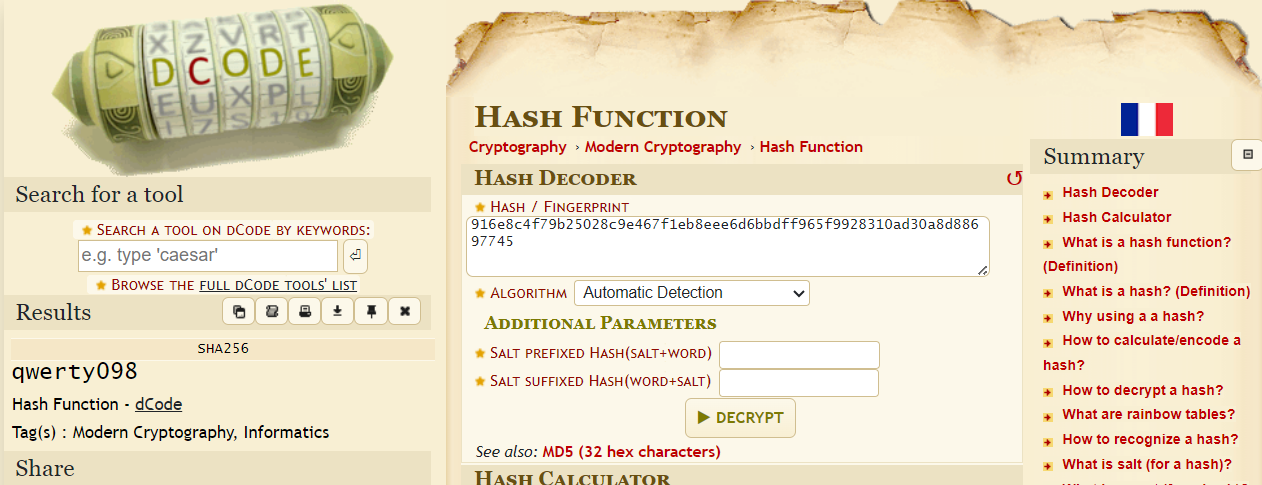 X Z V R T
D C O D E
E U X P L
I 7 S 1 9
Search for a tool
Search a tool on dCode by keywords:
e.g. type 'caesar'
Browse the full dCode tools' list
Results
SHA256
qwerty098
Hash Function - dCode
Tag(s) : Modern Cryptography, Informatics
Share
Hash Function
Cryptography › Modern Cryptography › Hash Function
Hash Decoder
Hash / Fingerprint
916e8c4f79b25028c9e467f1eb8eee6d6bbdff965f9928310ad30a8d886
97745
Algorithm Automatic Detection
Additional Parameters
Salt prefixed Hash(salt+word)
Salt suffixed Hash(word+salt)
▶ DECRYPT
See also: MD5 (32 hex characters)
Hash Calculator
Summary
Hash Decoder
Hash Calculator
What is a hash function?
(Definition)
What is a hash? (Definition)
Why using a a hash?
How to calculate/encode a
hash?
How to decrypt a hash?
What are rainbow tables?
How to recognize a hash?
What is salt (for a hash)?